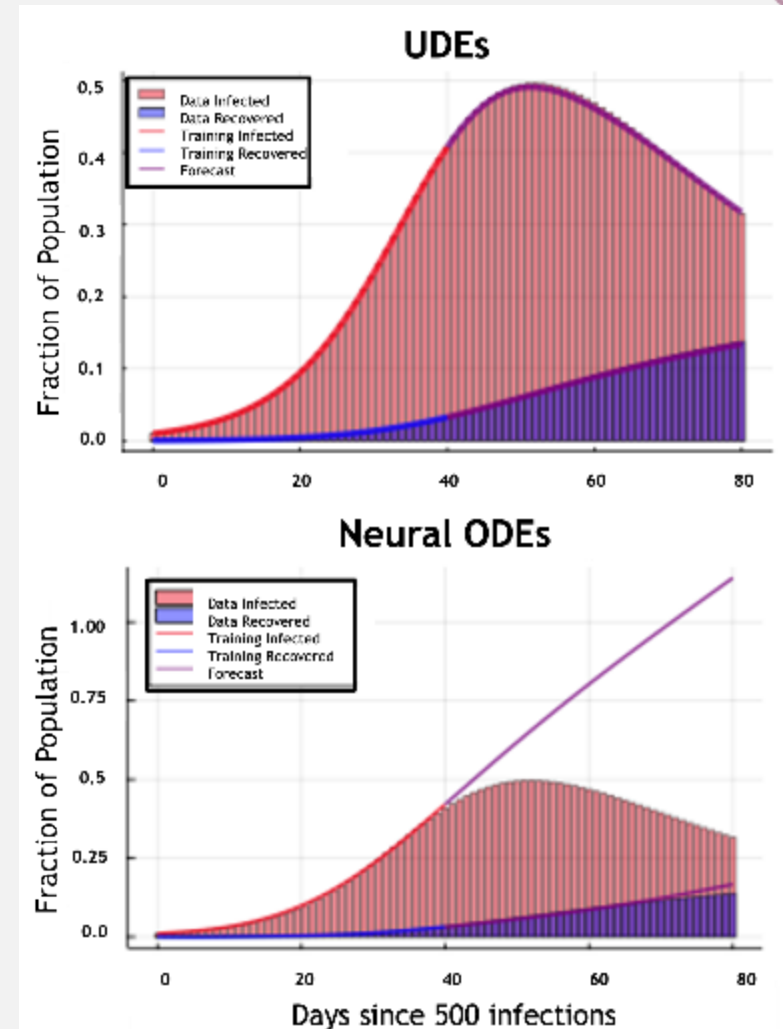 UDEs
Data Infected
Data Recovered
Training Infected
Training Recovered
Forecast
Fraction of Population
0.5
0.4
0.3
0.2
0.1
0.0
0 20 40 60 80
Neural ODEs
Data Infected
Data Recovered
Training Infected
Training Recovered
Forecast
Fraction of Population
1.00
0.75
0.5
0.25
0.0
0 20 40 60 80
Days since 500 infections